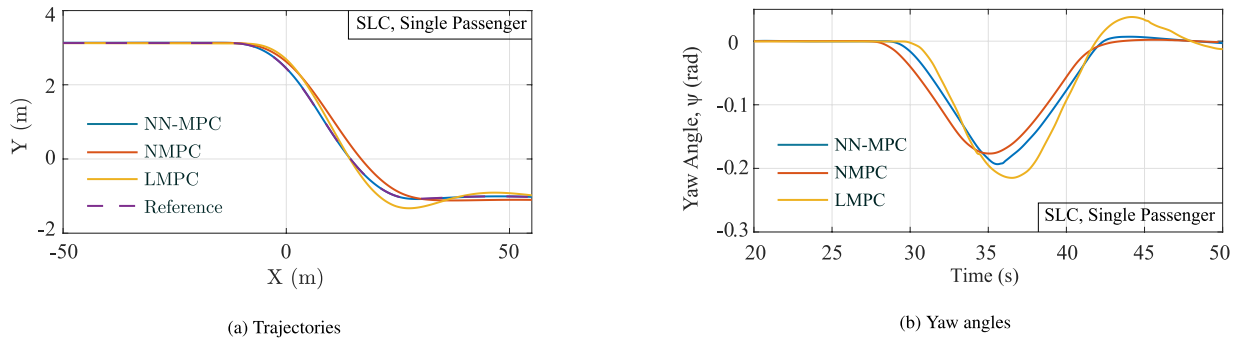 4
2
0
-2
Y (m)
SLC, Single Passenger
NN-MPC
NMPC
LMPC
Reference
-50
0
50
X (m)
(a) Trajectories
0
-0.1
-0.2
-0.3
Yaw Angle, ψ (rad)
NN-MPC
NMPC
LMPC
SLC, Single Passenger
20
25
30
35
40
45
50
Time (s)
(b) Yaw angles